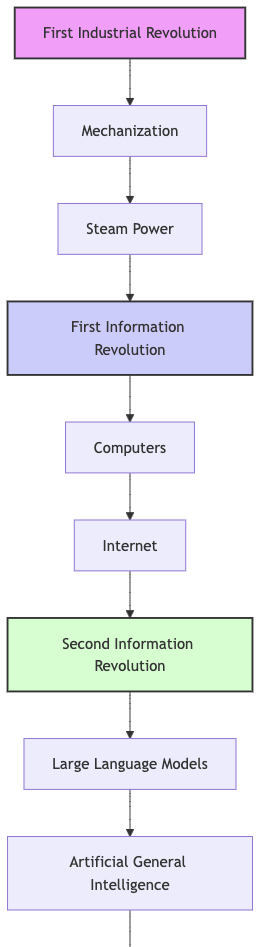 First Industrial Revolution
Mechanization
Steam Power
First Information
Revolution
Computers
Internet
Second Information
Revolution
Large Language Models
Artificial General
Intelligence